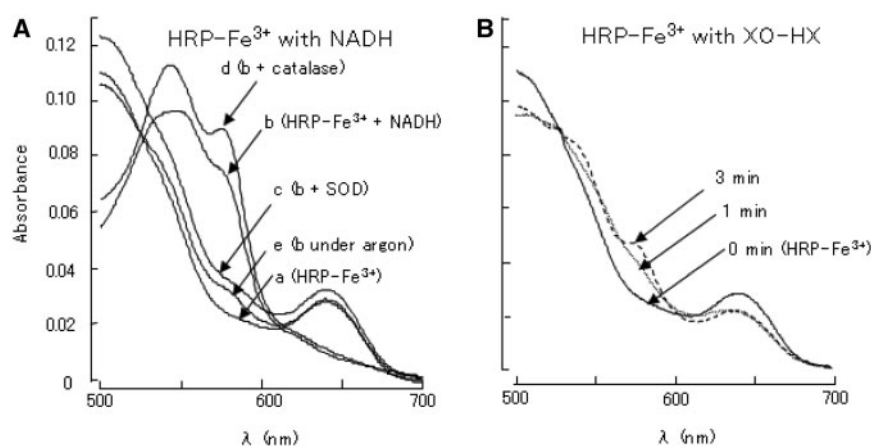 A
HRP-Fe³⁺ with NADH
d (b + catalase)
b (HRP-Fe³⁺ + NADH)
c (b + SOD)
e (b under argon)
a (HRP-Fe³⁺)
Absorbance
0.12
0.10
0.08
0.06
0.04
0.02
0
500
600
700
λ (nm)
B
HRP-Fe³⁺ with XO-HX
3 min
1 min
0 min (HRP-Fe³⁺)
500
600
700
λ (nm)